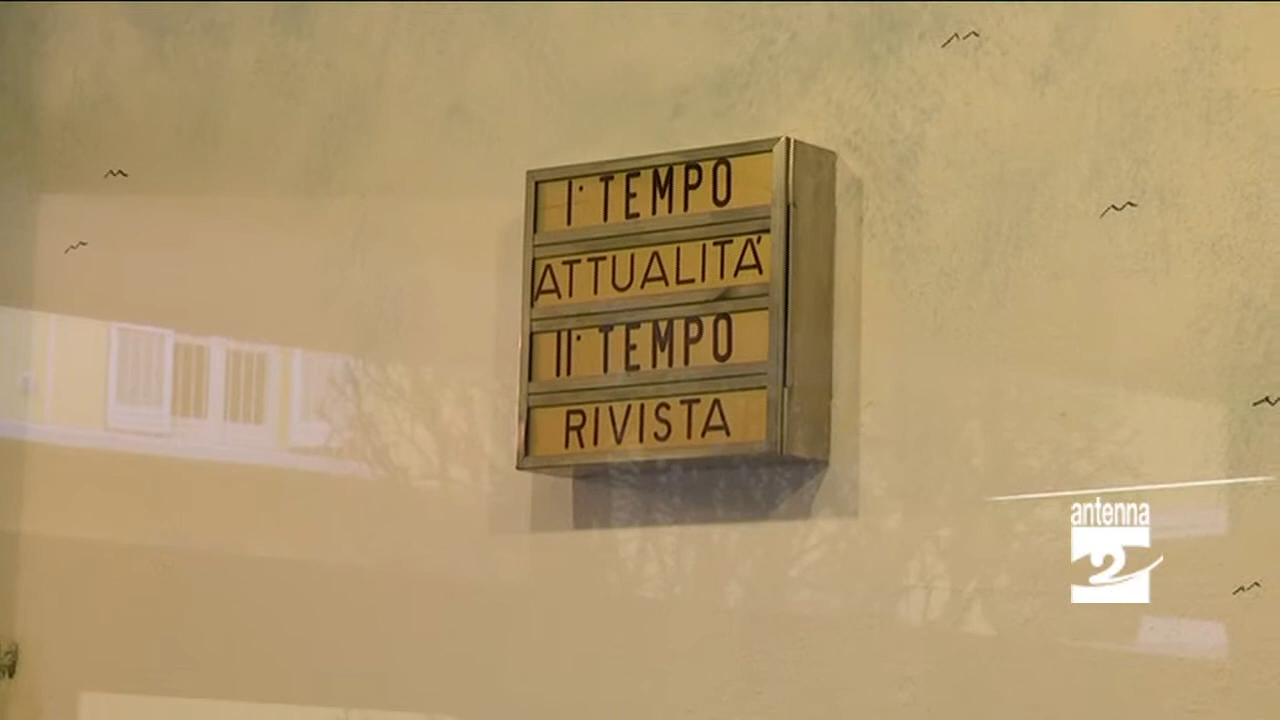 I° TEMPO
ATTUALITÁ
II° TEMPO
RIVISTA
antenna
2